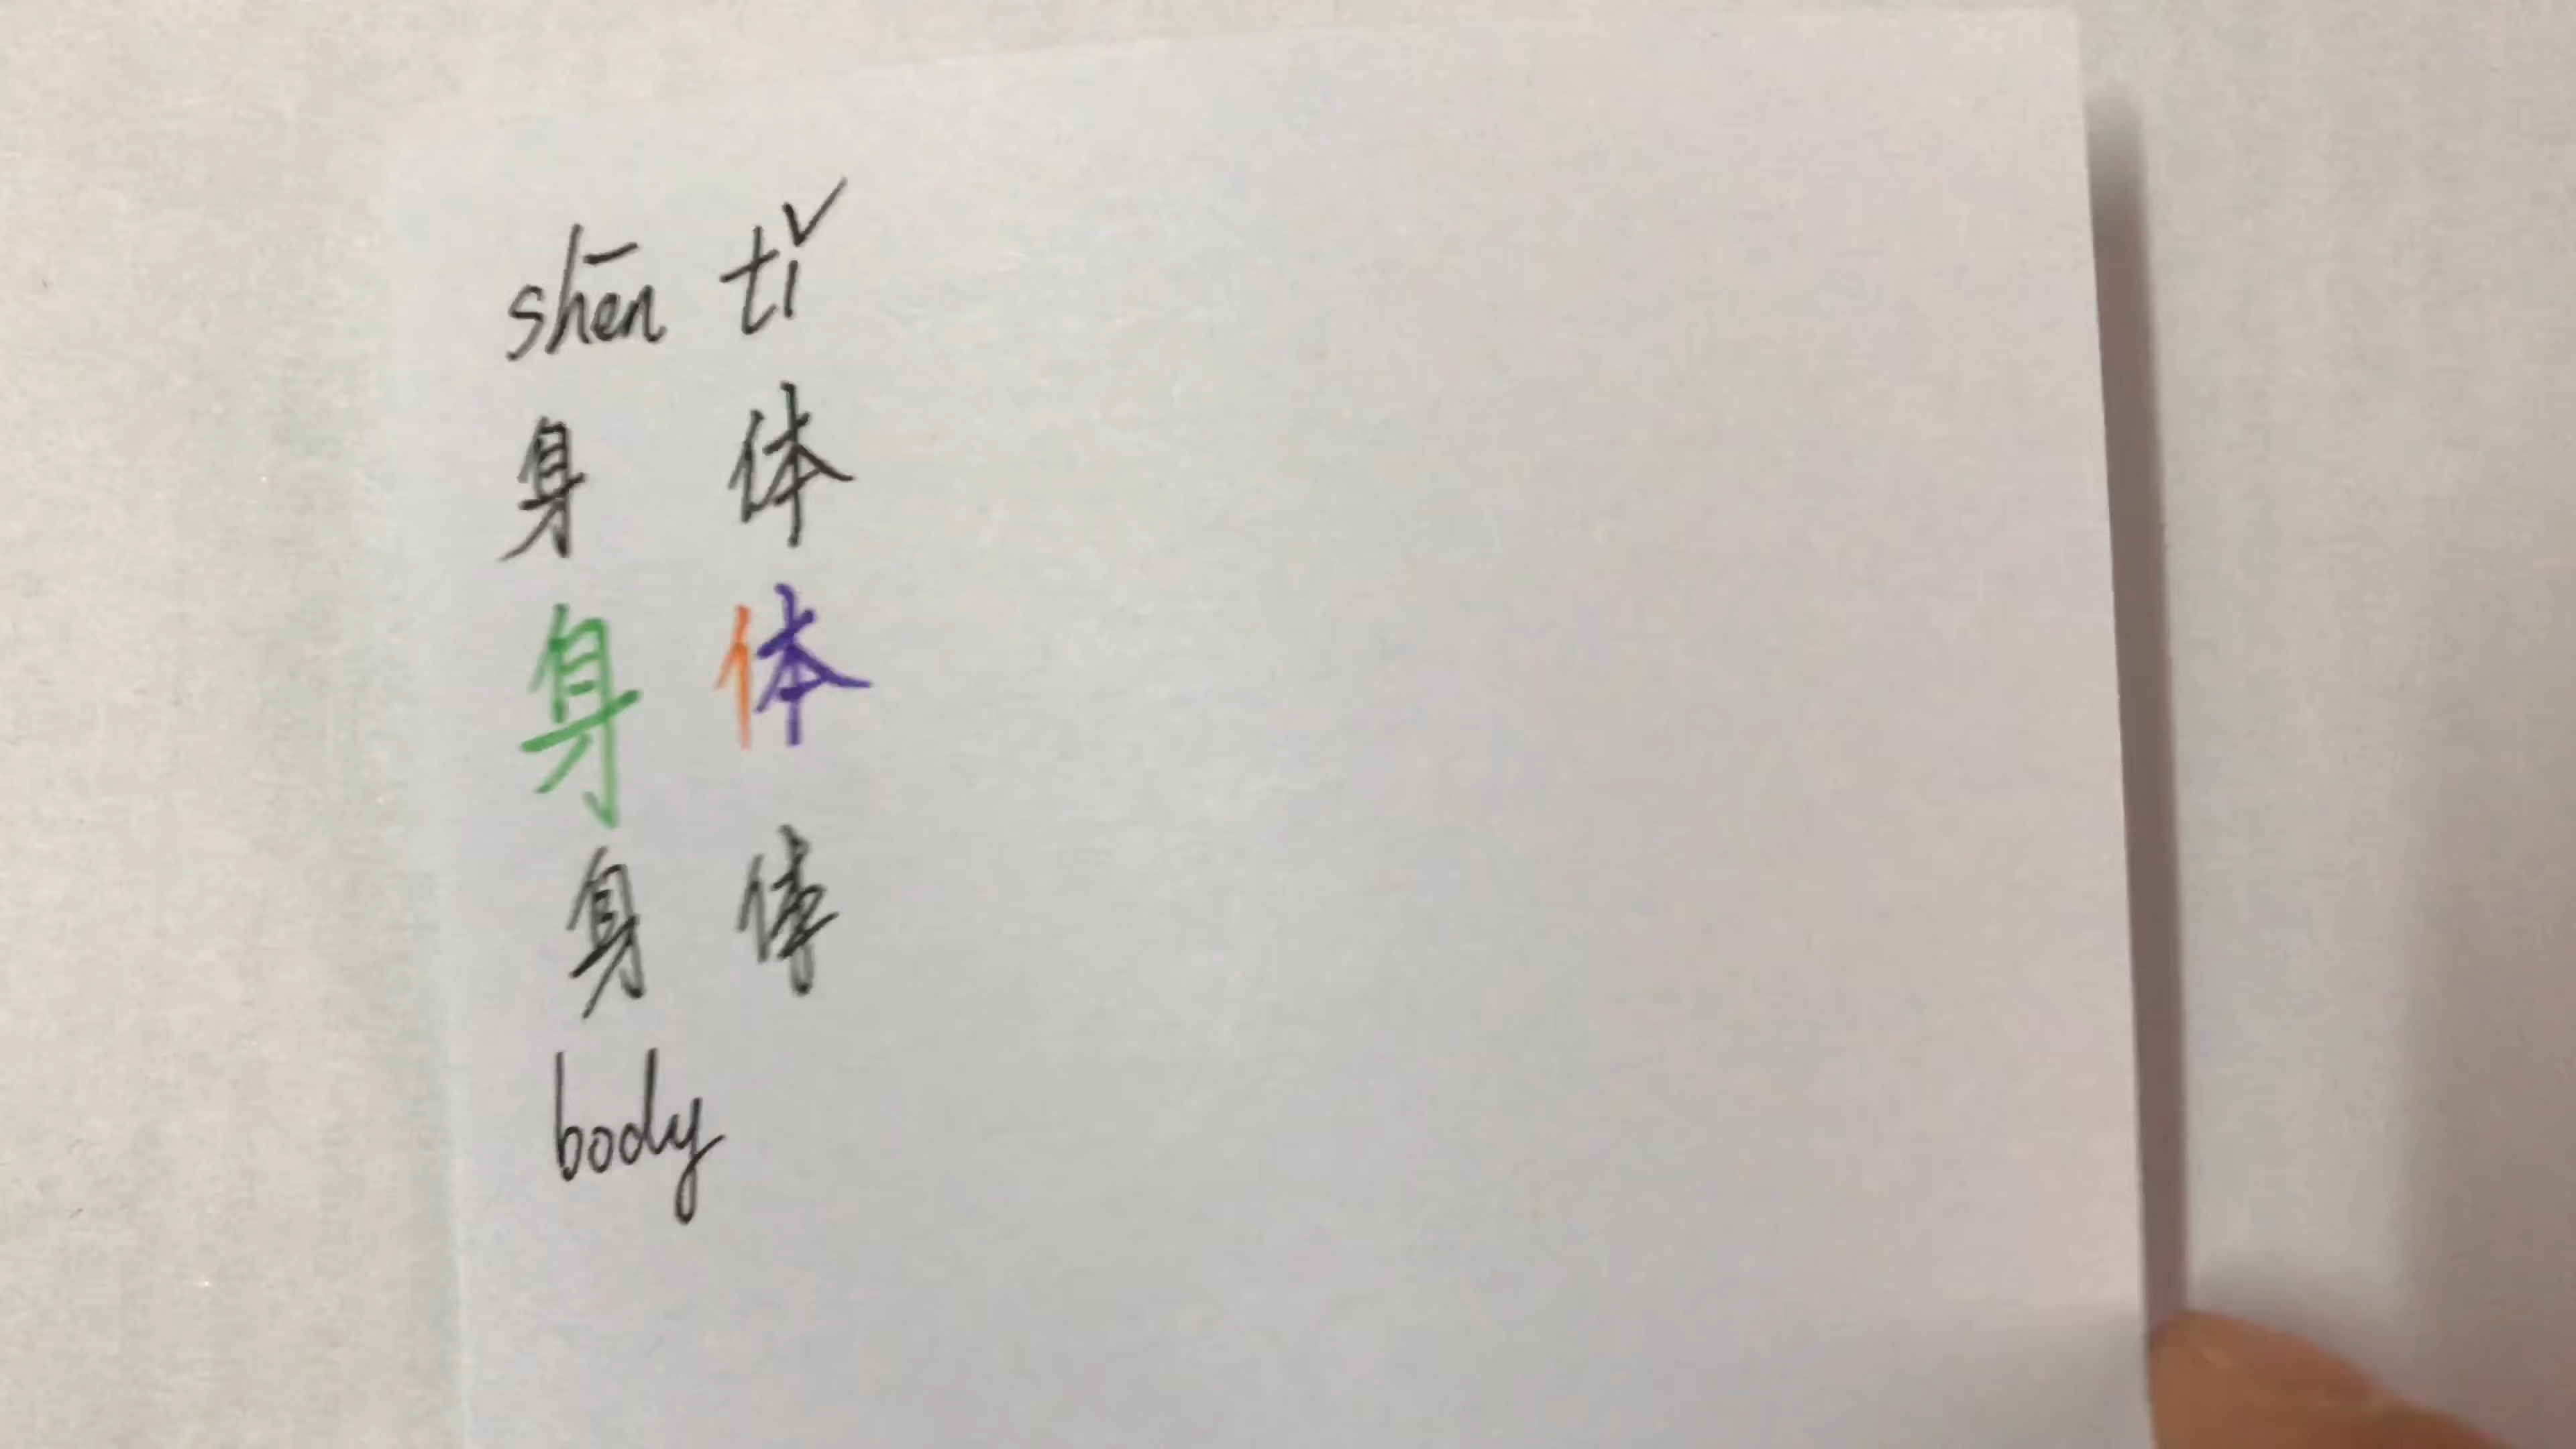 shēn tǐ
身 体
身 体
身 体
body